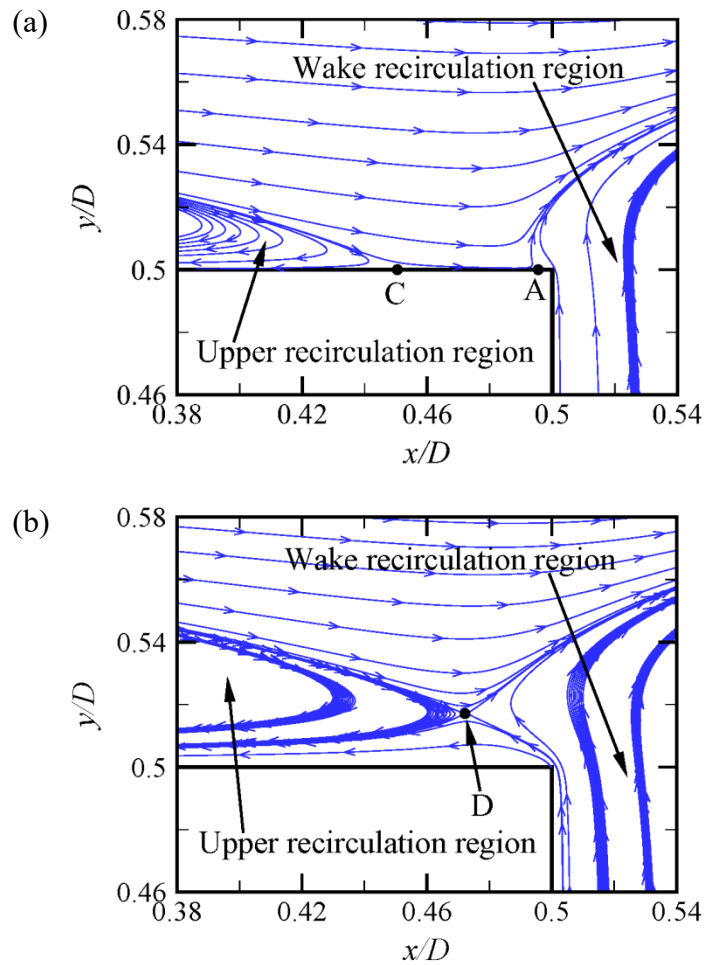 (a)
0.58
Wake recirculation region
0.54
y/D
0.5
C
A
Upper recirculation region
0.46
0.38
0.42
0.46
0.5
0.54
x/D
(b)
0.58
Wake recirculation region
0.54
y/D
0.5
D
Upper recirculation region
0.46
0.38
0.42
0.46
0.5
0.54
x/D